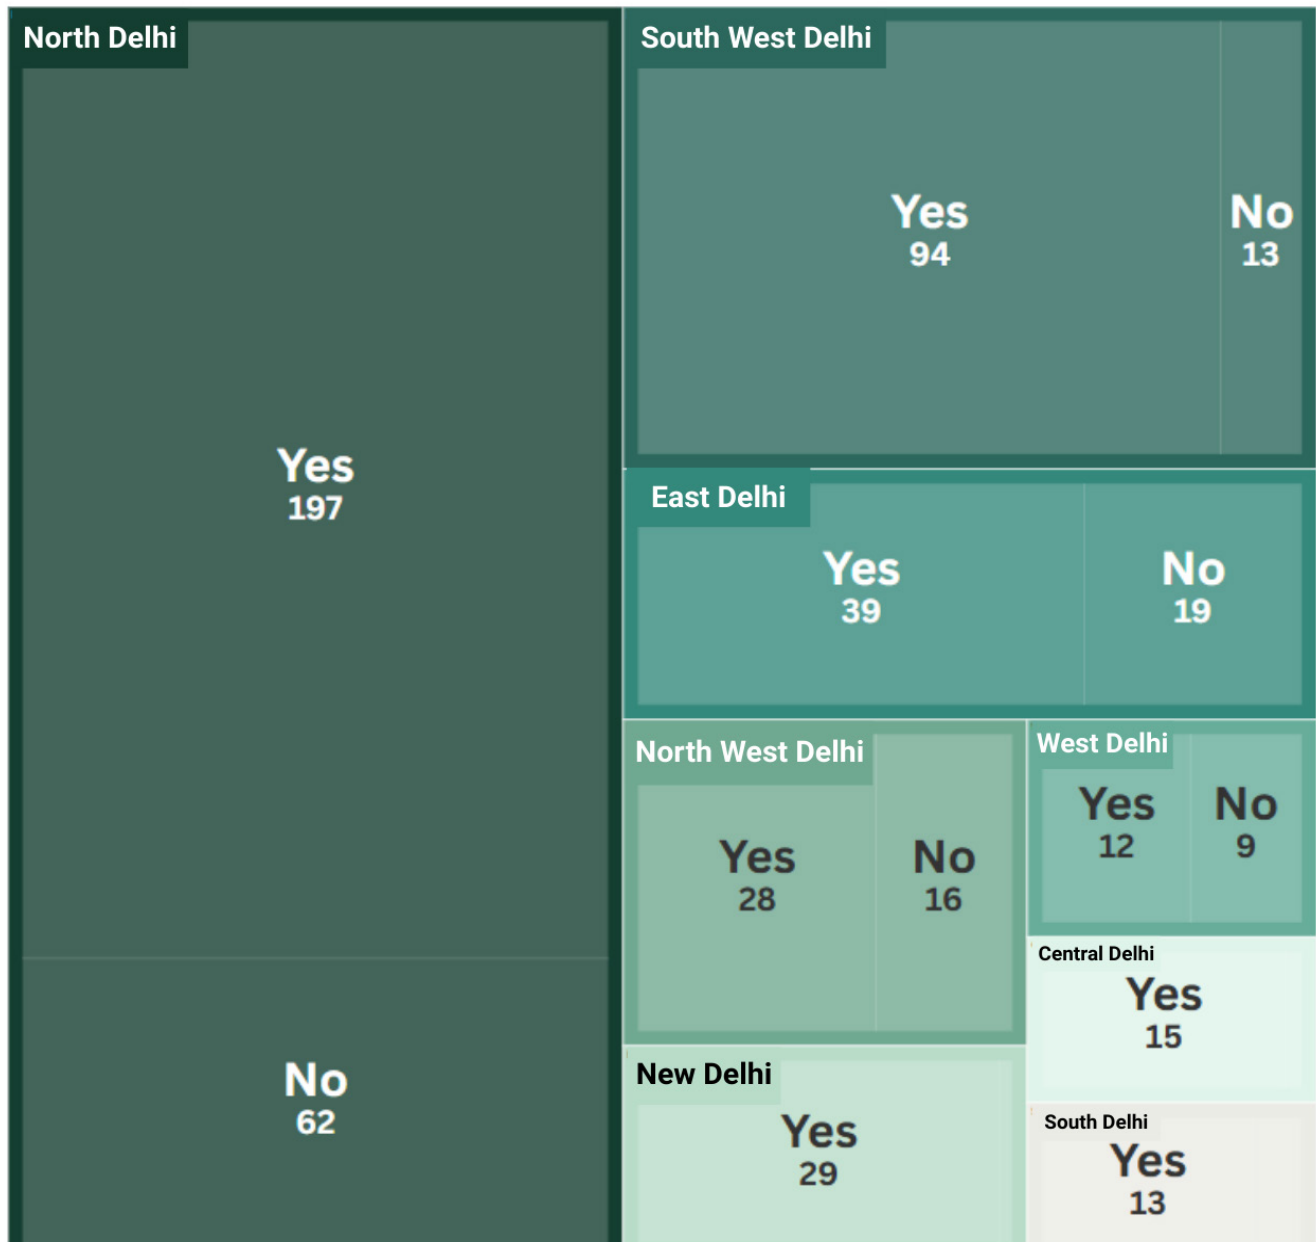 North Delhi
Yes
197
No
62
South West Delhi
Yes
94
No
13
East Delhi
Yes
39
No
19
North West Delhi
Yes
28
No
16
West Delhi
Yes
12
No
9
New Delhi
Yes
29
Central Delhi
Yes
15
South Delhi
Yes
13